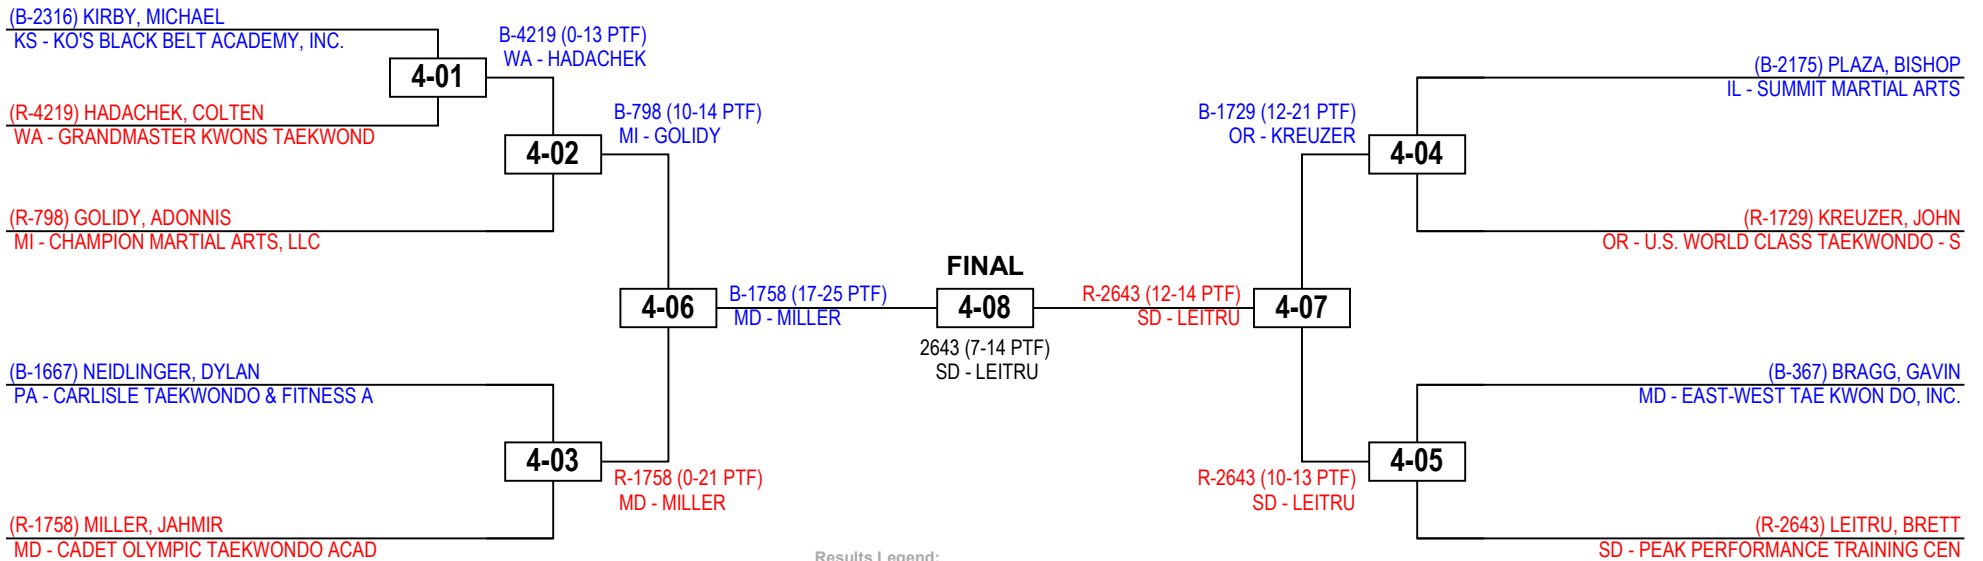 (B-2316) KIRBY, MICHAEL
KS - KO'S BLACK BELT ACADEMY, INC.
4-01
(R-4219) HADACHEK, COLTEN
WA - GRANDMASTER KWONS TAEKWOND
B-4219 (0-13 PTF)
WA - HADACHEK
4-02
(R-798) GOLIDY, ADONNIS
MI - CHAMPION MARTIAL ARTS, LLC
B-798 (10-14 PTF)
MI - GOLIDY
4-06
(B-1667) NEIDLINGER, DYLAN
PA - CARLISLE TAEKWONDO & FITNESS A
4-03
(R-1758) MILLER, JAHMIR
MD - CADET OLYMPIC TAEKWONDO ACAD
R-1758 (0-21 PTF)
MD - MILLER
B-1758 (17-25 PTF)
MD - MILLER
FINAL
4-08
2643 (7-14 PTF)
SD - LEITRU
R-2643 (12-14 PTF)
SD - LEITRU
4-07
B-1729 (12-21 PTF)
OR - KREUZER
4-04
(B-2175) PLAZA, BISHOP
IL - SUMMIT MARTIAL ARTS
(R-1729) KREUZER, JOHN
OR - U.S. WORLD CLASS TAEKWONDO - S
(B-367) BRAGG, GAVIN
MD - EAST-WEST TAE KWON DO, INC.
4-05
R-2643 (10-13 PTF)
SD - LEITRU
(R-2643) LEITRU, BRETT
SD - PEAK PERFORMANCE TRAINING CEN
Results Legend: